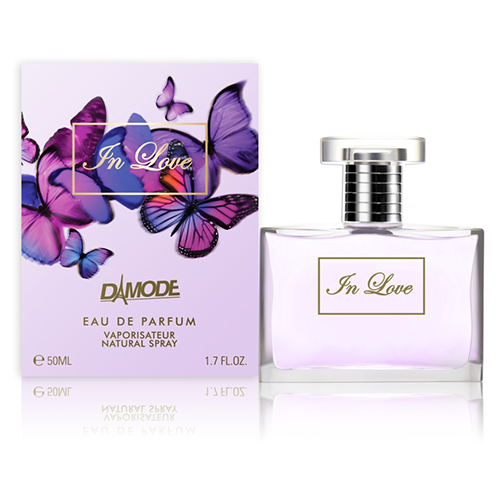 In Love
DAMODE
EAU DE PARFUM
VAPORISATEUR
NATURAL SPRAY
℮ 50ML 1.7 FL.OZ.
In Love